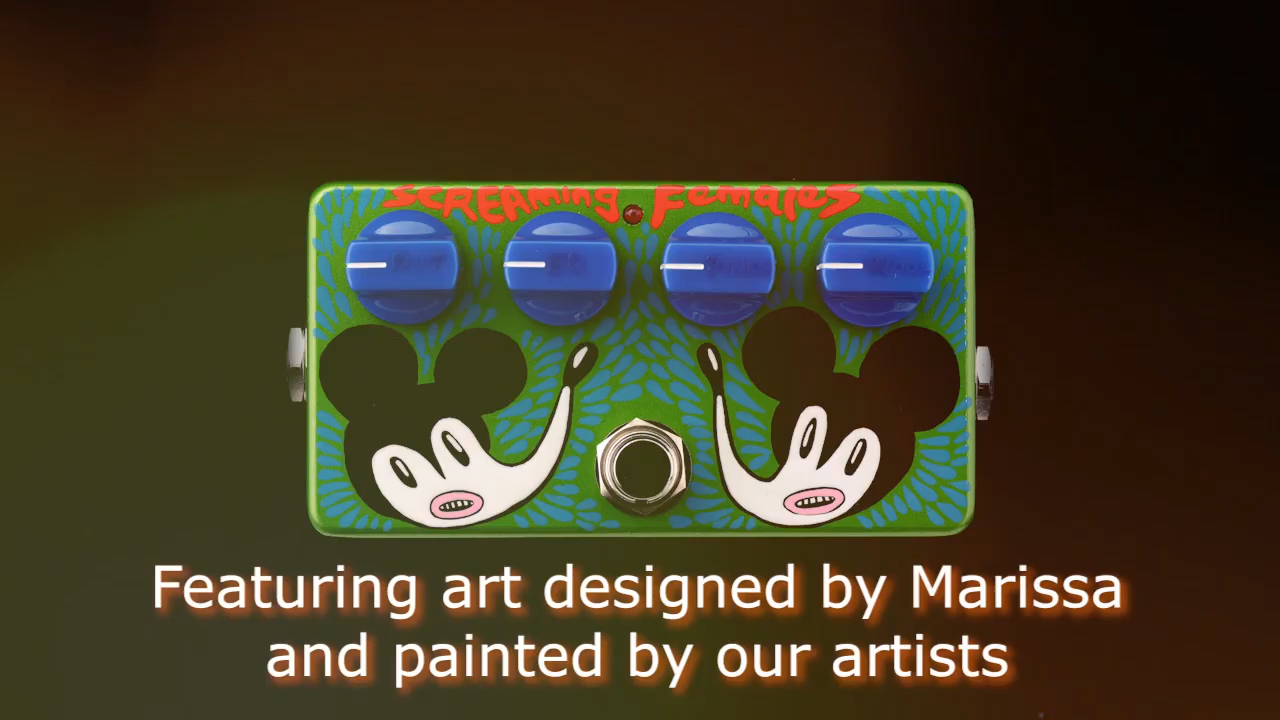 SCREAming Females
Featuring art designed by Marissa
and painted by our artists